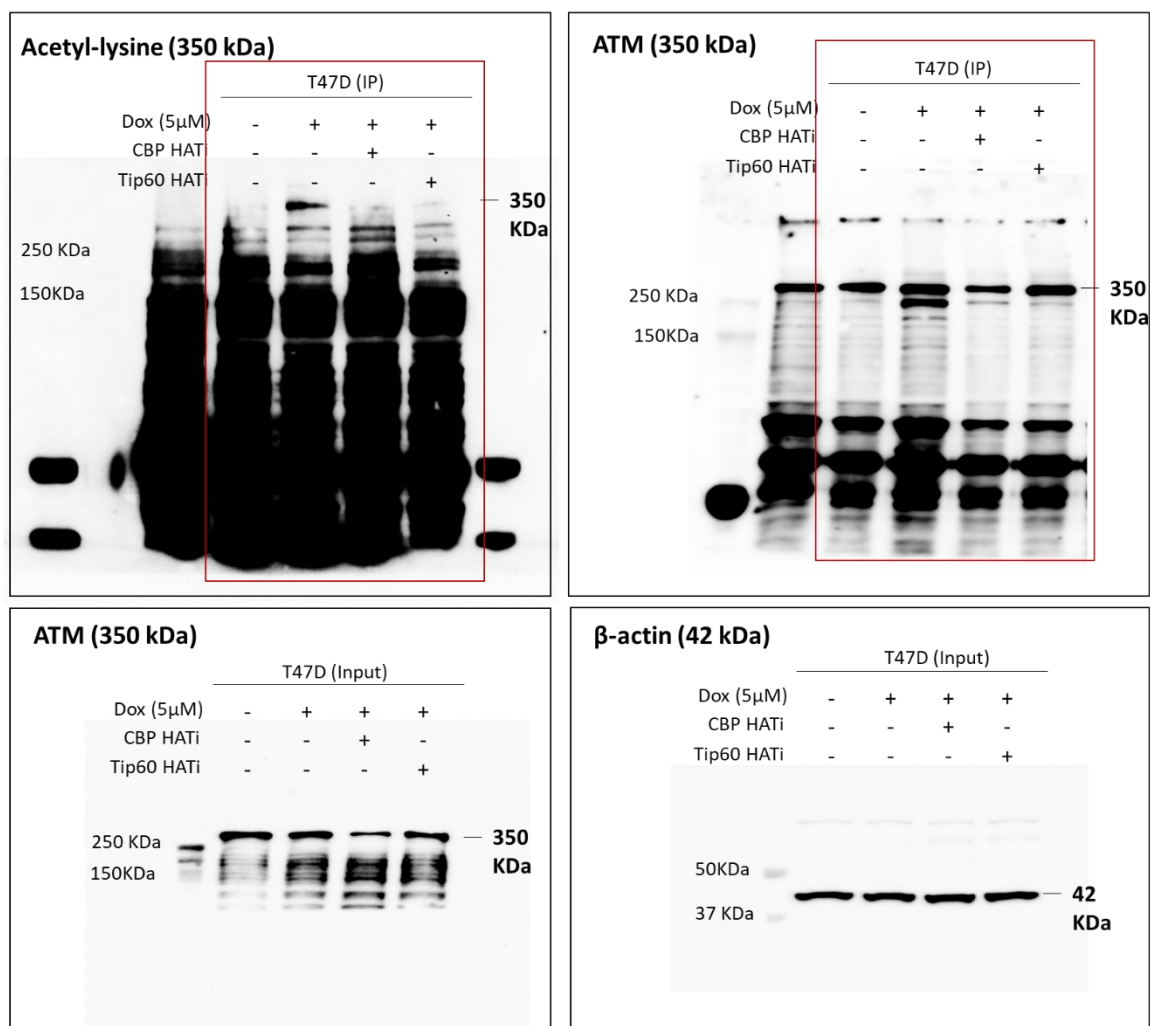 Acetyl-lysine (350 kDa)
T47D (IP)
Dox (5µM) - + + +
CBP HATi - - + -
Tip60 HATi - - - +
350
KDa
250 KDa
150KDa
ATM (350 kDa)
T47D (IP)
Dox (5µM) - + + +
CBP HATi - - + -
Tip60 HATi - - - +
350
KDa
250 KDa
150KDa
ATM (350 kDa)
T47D (Input)
Dox (5µM) - + + +
CBP HATi - - + -
Tip60 HATi - - - +
350
KDa
250 KDa
150KDa
β-actin (42 kDa)
T47D (Input)
Dox (5µM) - + + +
CBP HATi - - + -
Tip60 HATi - - - +
50KDa
42
KDa
37 KDa